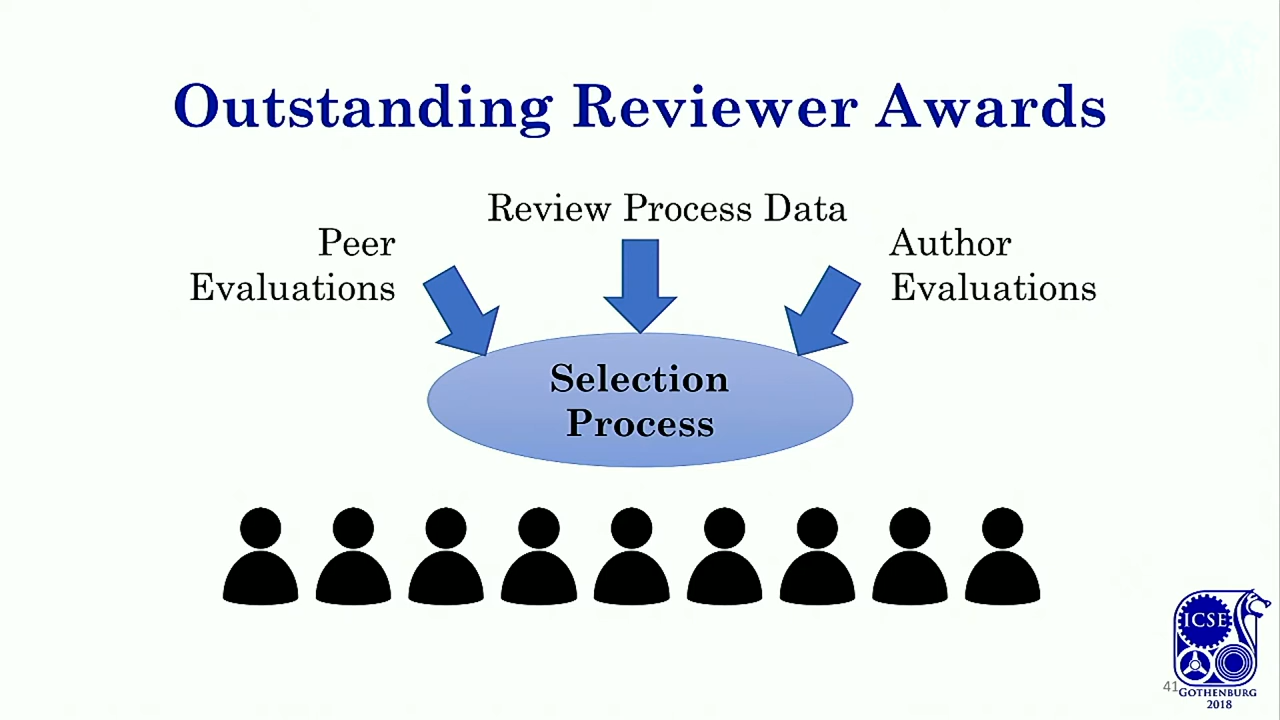 Outstanding Reviewer Awards
Review Process Data
Peer
Evaluations
Author
Evaluations
Selection
Process
ICSE
41
GOTHENBURG
2018